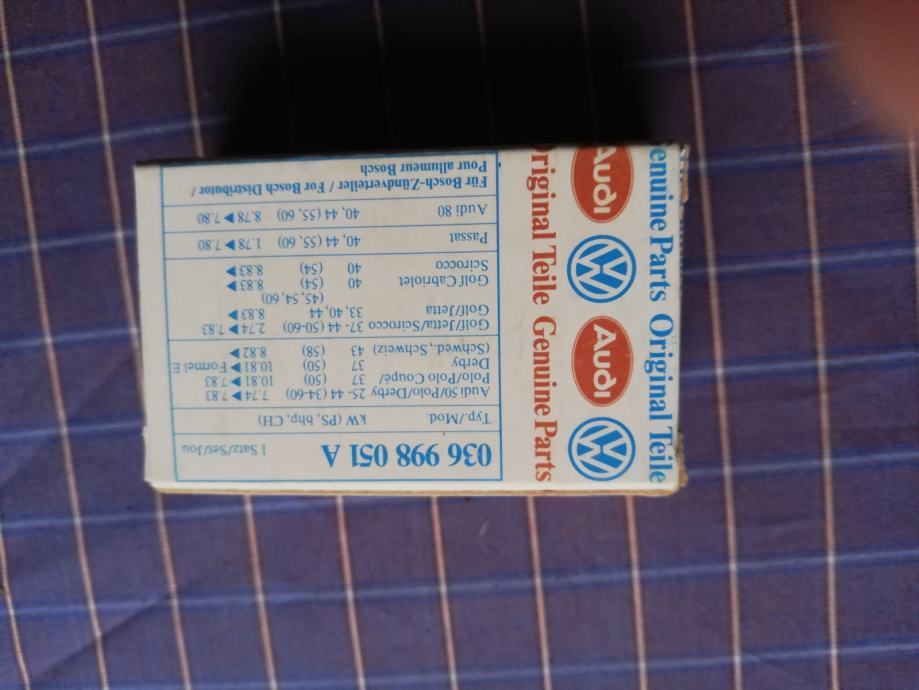 036 998 051 A 1 Satz/Set/Jou
Typ./Mod. kW (PS, bhp, CH)
Audi 50/Polo/Derby 25-44 (34-60) 7.74 ▶ 7.83
Polo/Polo Coupé/ 37 (50) 10.81 ▶ 7.83
Derby 37 (50) 10.81 ▶ Formel E
(Schwed., Schweiz) 43 (58) 8.82 ▶
Golf/Jetta/Scirocco 37-44 (50-60) 2.74 ▶ 7.83
Golf/Jetta 33, 40, 44 8.83 ▶
(45, 54, 60)
Golf Cabriolet 40 (54) 8.83 ▶
Scirocco 40 (54) 8.83 ▶
Passat 40, 44 (55, 60) 1.78 ▶ 7.80
Audi 80 40, 44 (55, 60) 8.78 ▶ 7.80
Für Bosch-Zündverteiler / For Bosch Distributor /
Pour allumeur Bosch
Original Teile Genuine Parts
Audi
VW
Audi
VW
Genuine Parts Original Teile